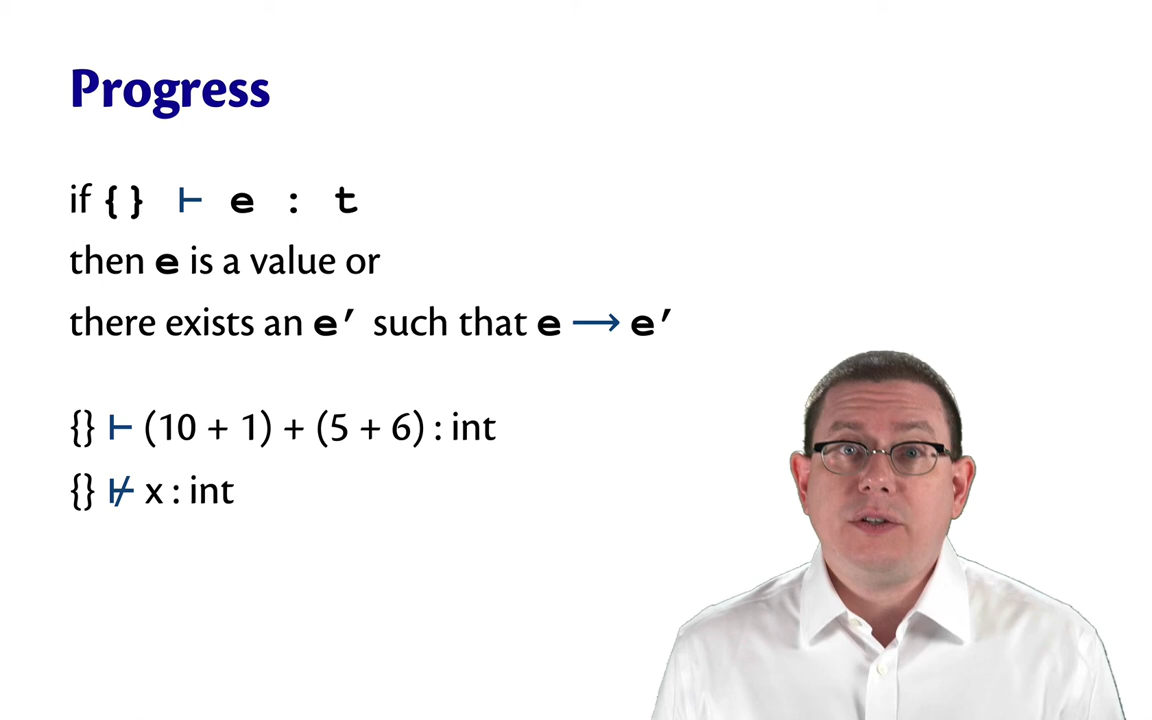 Progress
if {} ⊢ e : t
then e is a value or
there exists an e’ such that e ⟶ e’
{} ⊢ (10 + 1) + (5 + 6) : int
{} ⊬ x : int